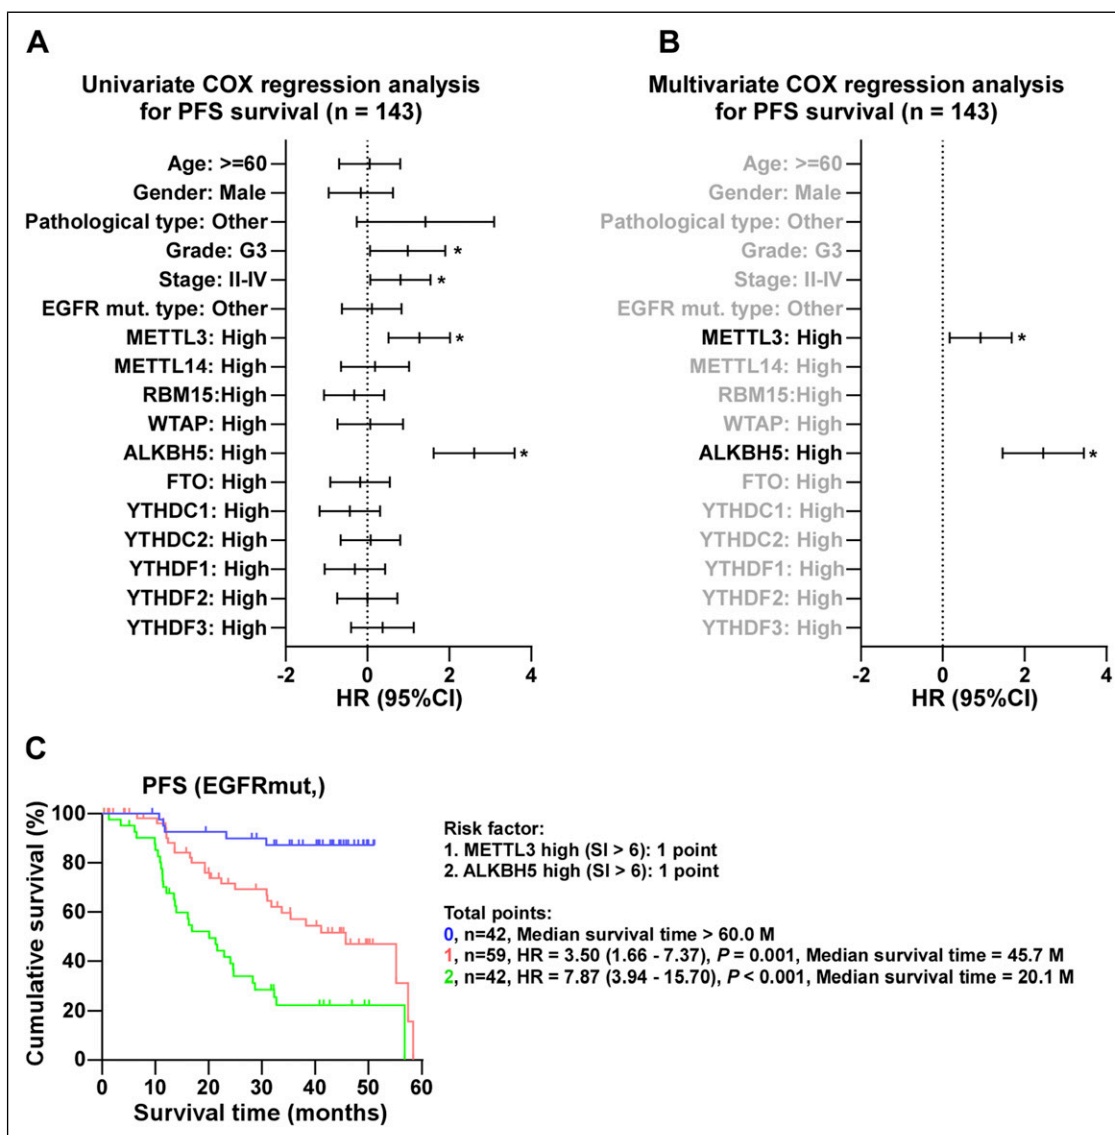 A
Univariate COX regression analysis
for PFS survival (n = 143)
Age: >=60
Gender: Male
Pathological type: Other
Grade: G3
*
Stage: II-IV
*
EGFR mut. type: Other
METTL3: High
*
METTL14: High
RBM15:High
WTAP: High
ALKBH5: High
*
FTO: High
YTHDC1: High
YTHDC2: High
YTHDF1: High
YTHDF2: High
YTHDF3: High
-2 0 2 4
HR (95%CI)
B
Multivariate COX regression analysis
for PFS survival (n = 143)
Age: >=60
Gender: Male
Pathological type: Other
Grade: G3
Stage: II-IV
EGFR mut. type: Other
METTL3: High
*
METTL14: High
RBM15:High
WTAP: High
ALKBH5: High
*
FTO: High
YTHDC1: High
YTHDC2: High
YTHDF1: High
YTHDF2: High
YTHDF3: High
-2 0 2 4
HR (95%CI)
C
PFS (EGFRmut,)
Cumulative survival (%)
100
80
60
40
20
0
0 10 20 30 40 50 60
Survival time (months)
Risk factor:
1. METTL3 high (SI > 6): 1 point
2. ALKBH5 high (SI > 6): 1 point
Total points:
0, n=42, Median survival time > 60.0 M
1, n=59, HR = 3.50 (1.66 - 7.37), P = 0.001, Median survival time = 45.7 M
2, n=42, HR = 7.87 (3.94 - 15.70), P < 0.001, Median survival time = 20.1 M